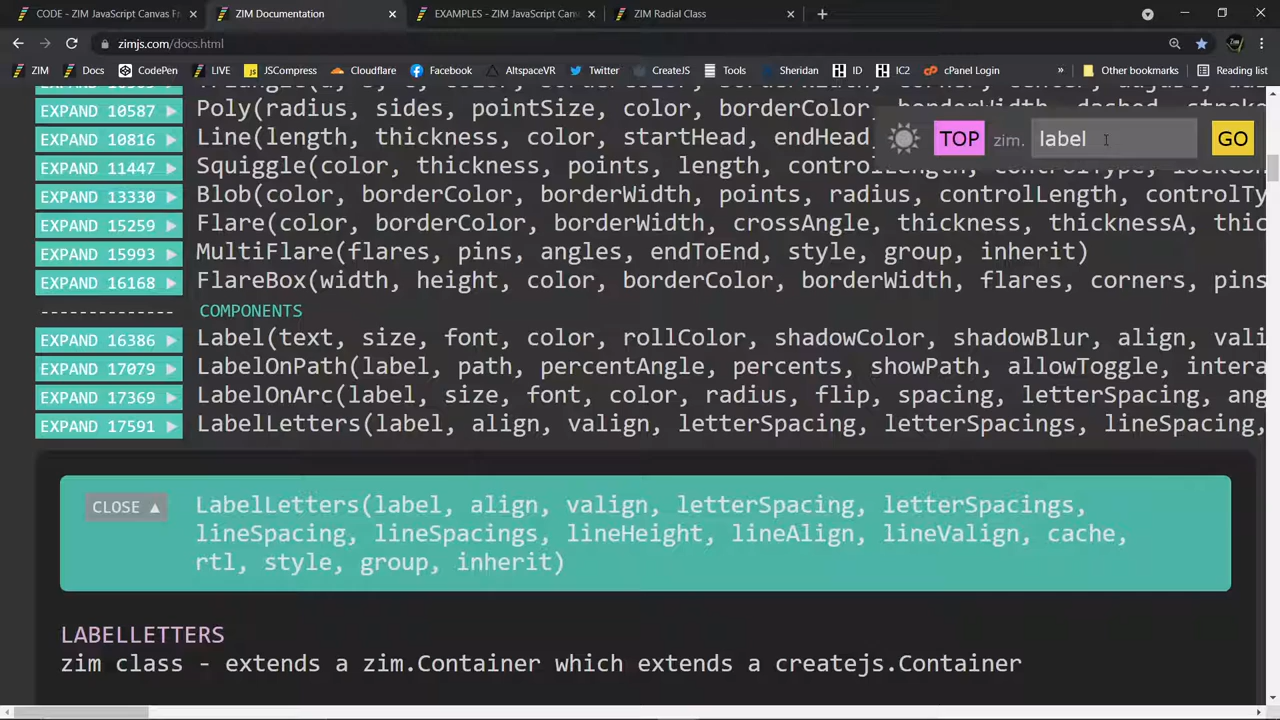 CODE - ZIM JavaScript Canvas Fr
ZIM Documentation
EXAMPLES - ZIM JavaScript Canv
ZIM Radial Class
zimjs.com/docs.html
ZIM
Docs
CodePen
LIVE
JSCompress
Cloudflare
Facebook
AltspaceVR
Twitter
CreateJS
Tools
Sheridan
ID
IC2
cPanel Login
»
Other bookmarks
Reading list
EXPAND 10587 ▶ Poly(radius, sides, pointSize, color, borderColor, borderWidth, dashed, stroke
TOP zim. label GO
EXPAND 10816 ▶ Line(length, thickness, color, startHead, endHead,
EXPAND 11447 ▶ Squiggle(color, thickness, points, length, controlLength, controlType, lockCon
EXPAND 13330 ▶ Blob(borderColor, borderWidth, points, radius, controlLength, controlTy
EXPAND 15259 ▶ Flare(color, borderColor, borderWidth, crossAngle, thickness, thicknessA, thic
EXPAND 15993 ▶ MultiFlare(flares, pins, angles, endToEnd, style, group, inherit)
EXPAND 16168 ▶ FlareBox(width, height, color, borderColor, borderWidth, flares, corners, pins
-------------- COMPONENTS
EXPAND 16386 ▶ Label(text, size, font, color, rollColor, shadowColor, shadowBlur, align, vali
EXPAND 17079 ▶ LabelOnPath(label, path, percentAngle, percents, showPath, allowToggle, intera
EXPAND 17369 ▶ LabelOnArc(label, size, font, color, radius, flip, spacing, letterSpacing, ang
EXPAND 17591 ▶ LabelLetters(label, align, valign, letterSpacing, letterSpacings, lineSpacing,
CLOSE ▲ LabelLetters(label, align, valign, letterSpacing, letterSpacings,
lineSpacing, lineSpacings, lineHeight, lineAlign, lineValign, cache,
rtl, style, group, inherit)
LABELLETTERS
zim class - extends a zim.Container which extends a createjs.Container